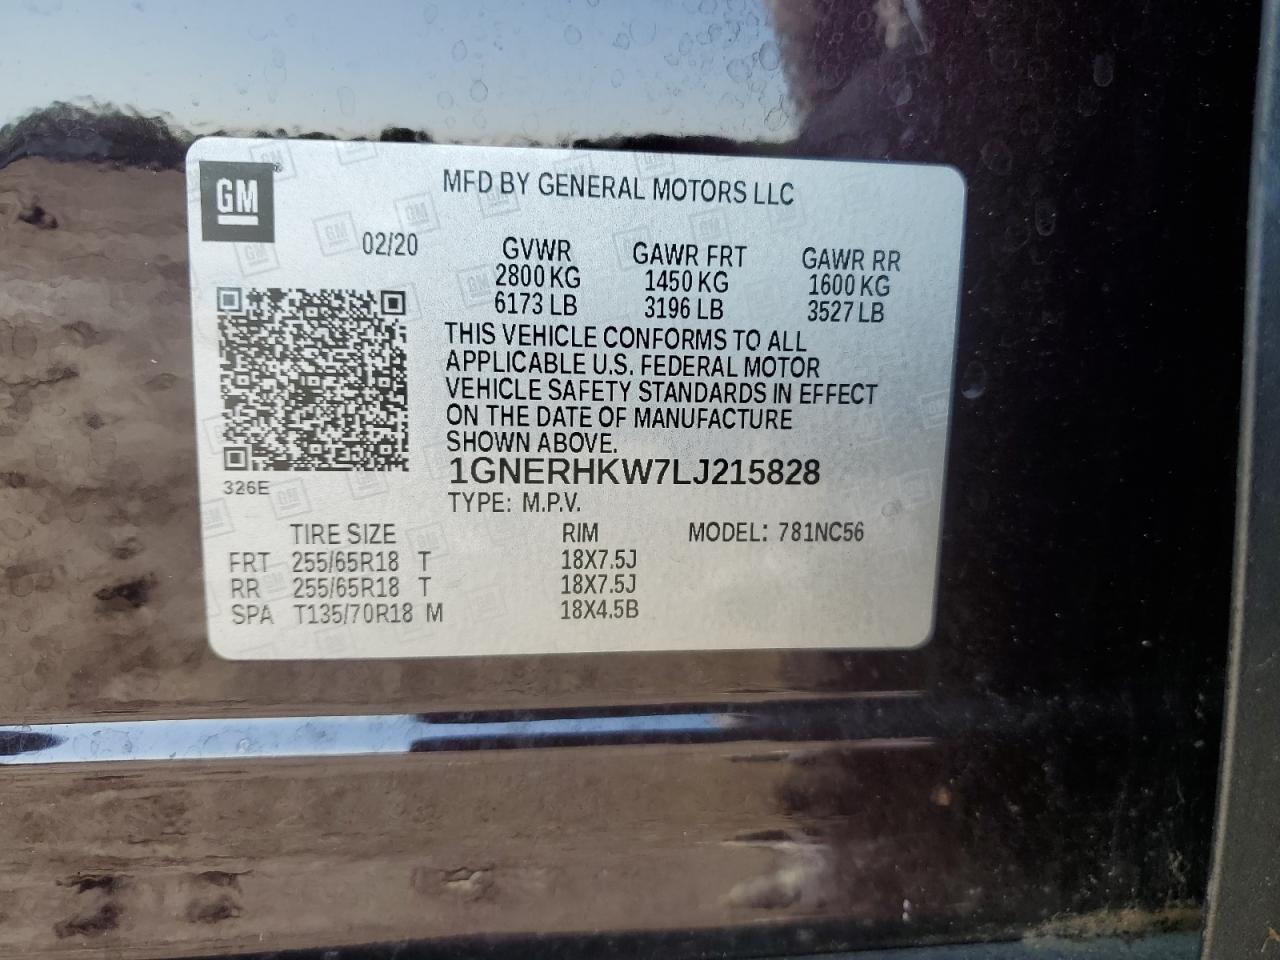 GM
MFD BY GENERAL MOTORS LLC
02/20
GVWR GAWR FRT GAWR RR
2800 KG 1450 KG 1600 KG
6173 LB 3196 LB 3527 LB
THIS VEHICLE CONFORMS TO ALL
APPLICABLE U.S. FEDERAL MOTOR
VEHICLE SAFETY STANDARDS IN EFFECT
ON THE DATE OF MANUFACTURE
SHOWN ABOVE.
1GNERHKW7LJ215828
326E
TYPE: M.P.V.
TIRE SIZE RIM MODEL: 781NC56
FRT 255/65R18 T 18X7.5J
RR 255/65R18 T 18X7.5J
SPA T135/70R18 M 18X4.5B